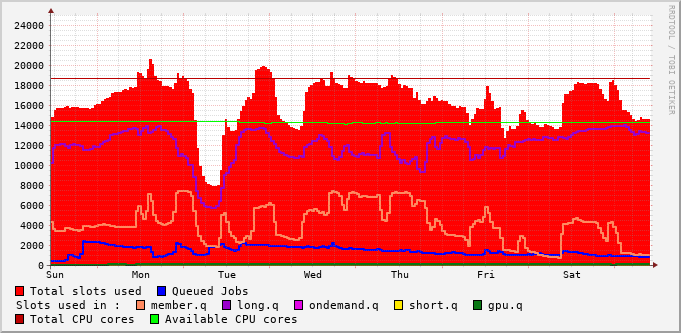 24000
22000
20000
18000
16000
14000
12000
10000
8000
6000
4000
2000
0
Sun Mon Tue Wed Thu Fri Sat
RRDTOOL / TOBI OETIKER
Total slots used Queued Jobs
Slots used in : member.q long.q ondemand.q short.q gpu.q
Total CPU cores Available CPU cores